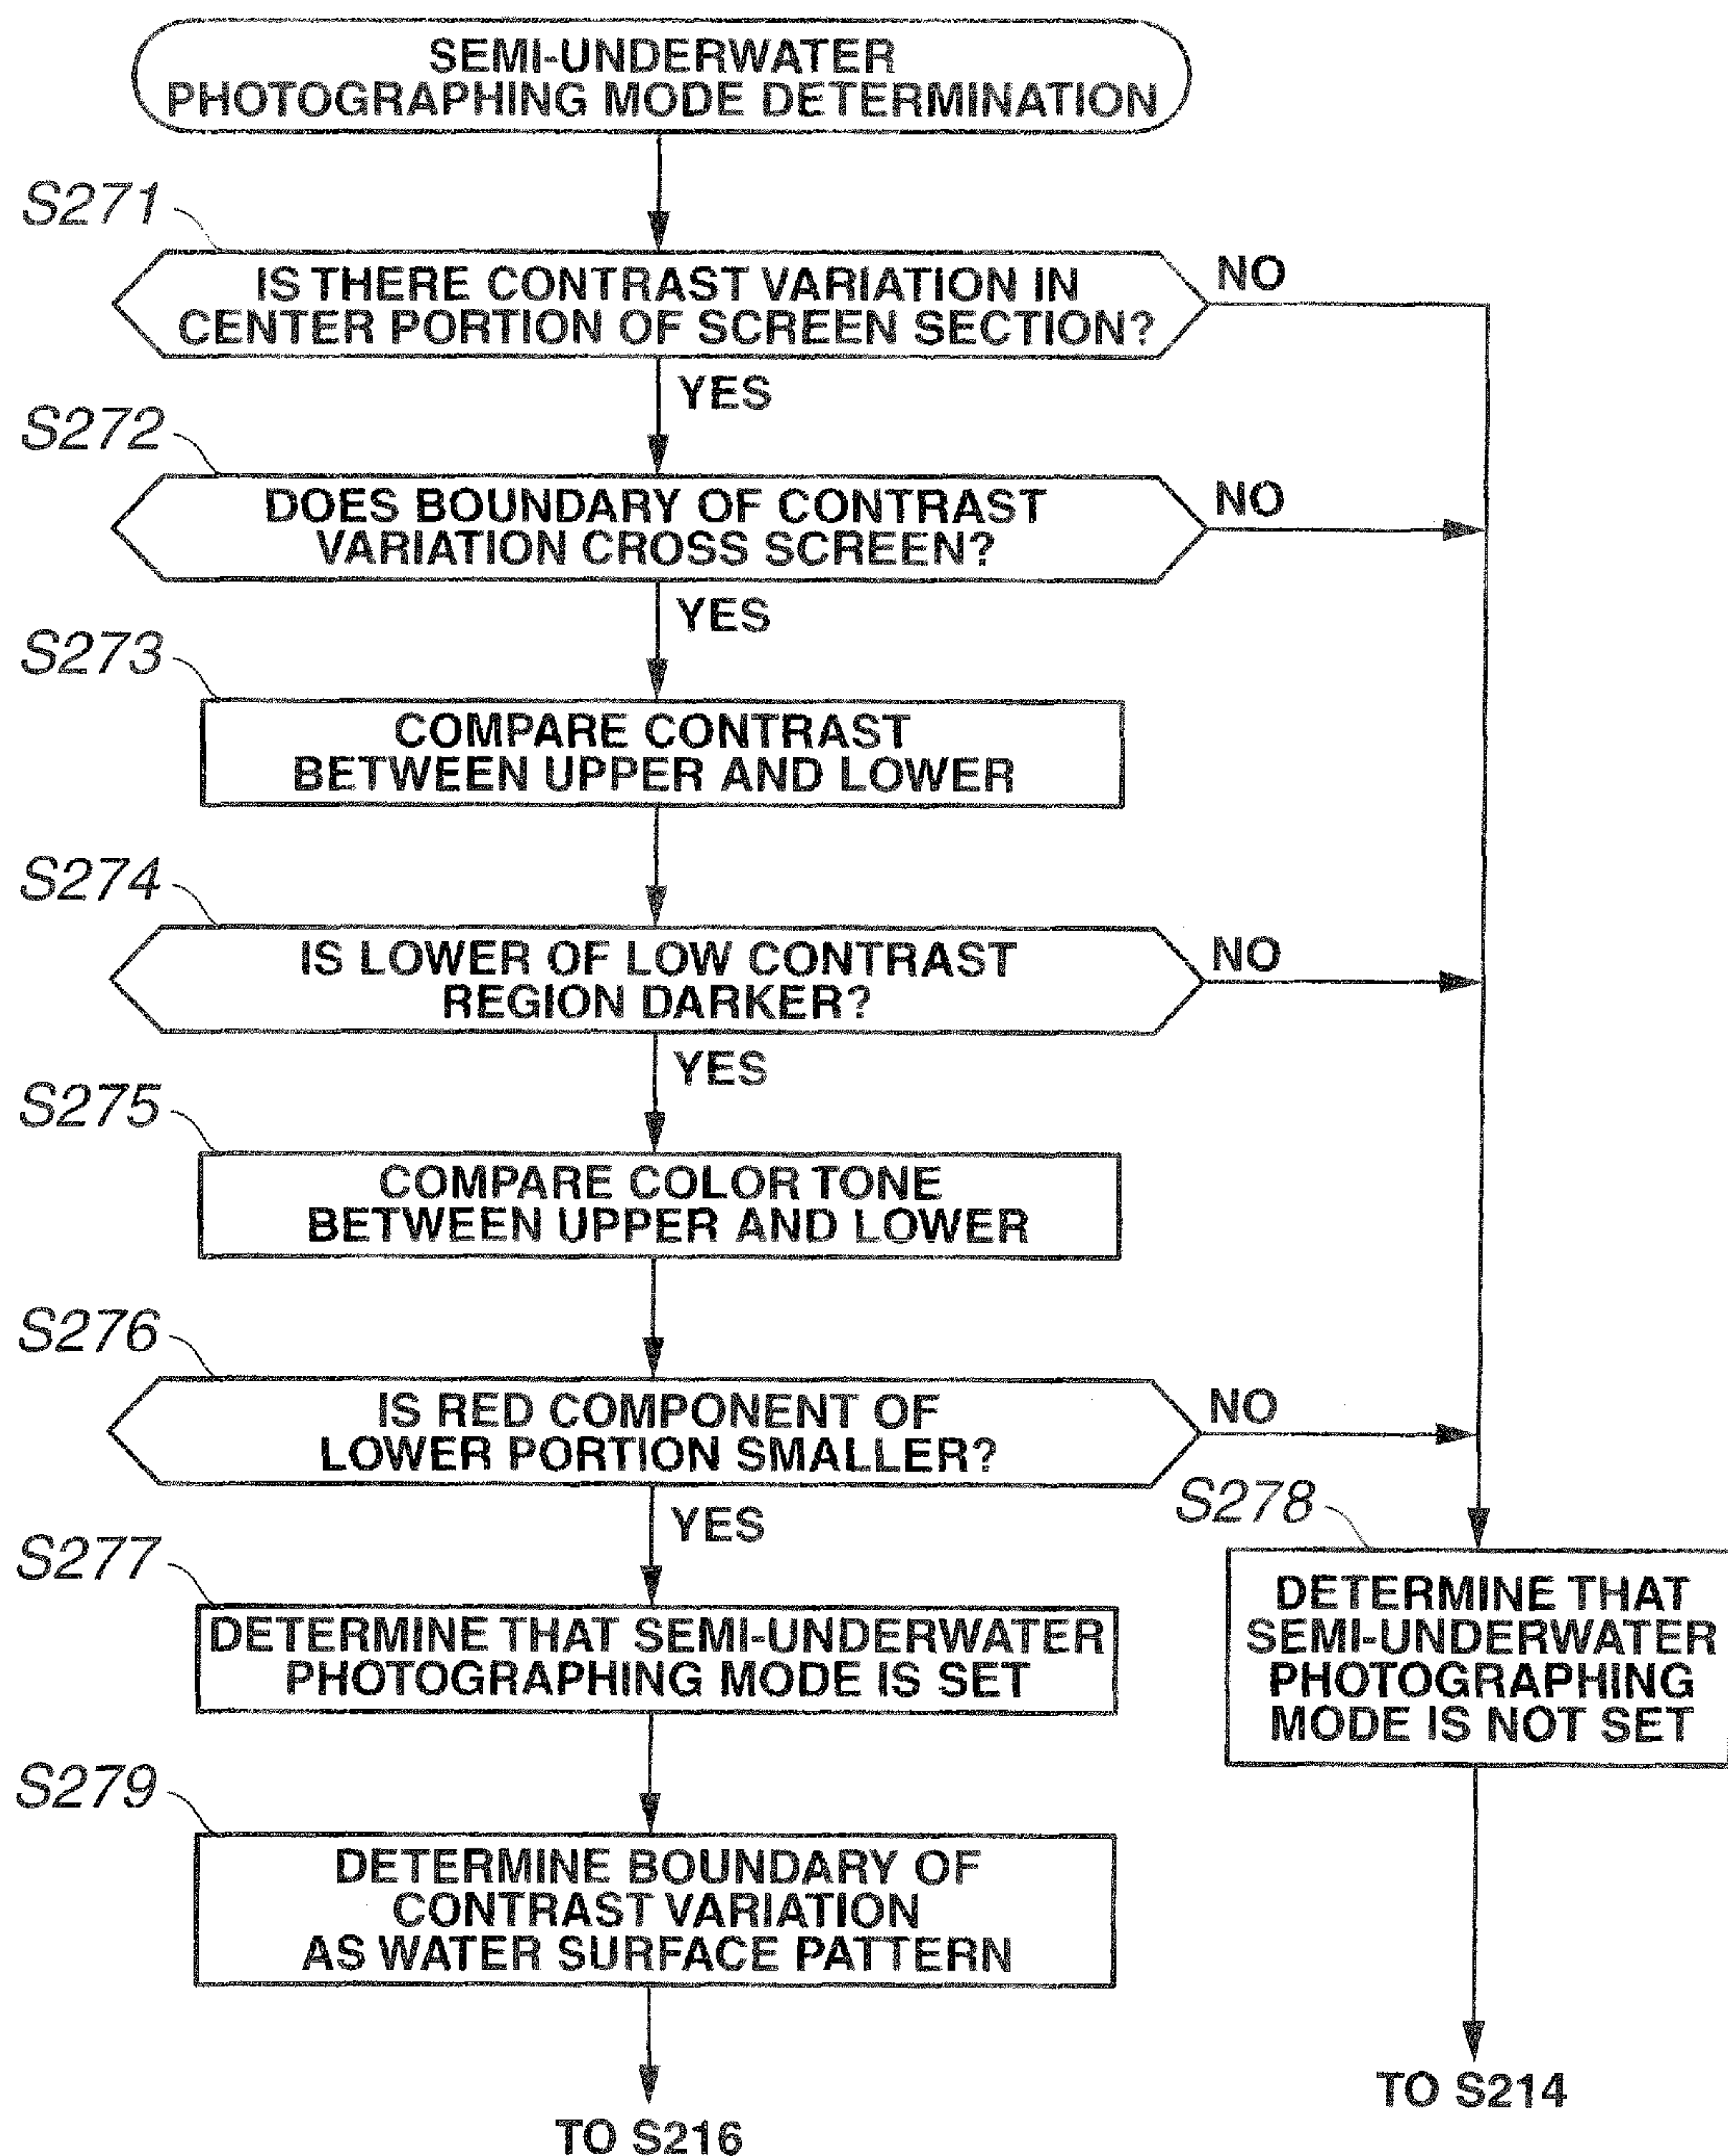 SEMI-UNDERWATER
PHOTOGRAPHING MODE DETERMINATION
S271
IS THERE CONTRAST VARIATION IN
CENTER PORTION OF SCREEN SECTION?
NO
YES
S272
DOES BOUNDARY OF CONTRAST
VARIATION CROSS SCREEN?
NO
YES
S273
COMPARE CONTRAST
BETWEEN UPPER AND LOWER
S274
IS LOWER OF LOW CONTRAST
REGION DARKER?
NO
YES
S275
COMPARE COLOR TONE
BETWEEN UPPER AND LOWER
S276
IS RED COMPONENT OF
LOWER PORTION SMALLER?
NO
YES
S277
DETERMINE THAT SEMI-UNDERWATER
PHOTOGRAPHING MODE IS SET
S278
DETERMINE THAT
SEMI-UNDERWATER
PHOTOGRAPHING
MODE IS NOT SET
S279
DETERMINE BOUNDARY OF
CONTRAST VARIATION
AS WATER SURFACE PATTERN
TO S214
TO S216